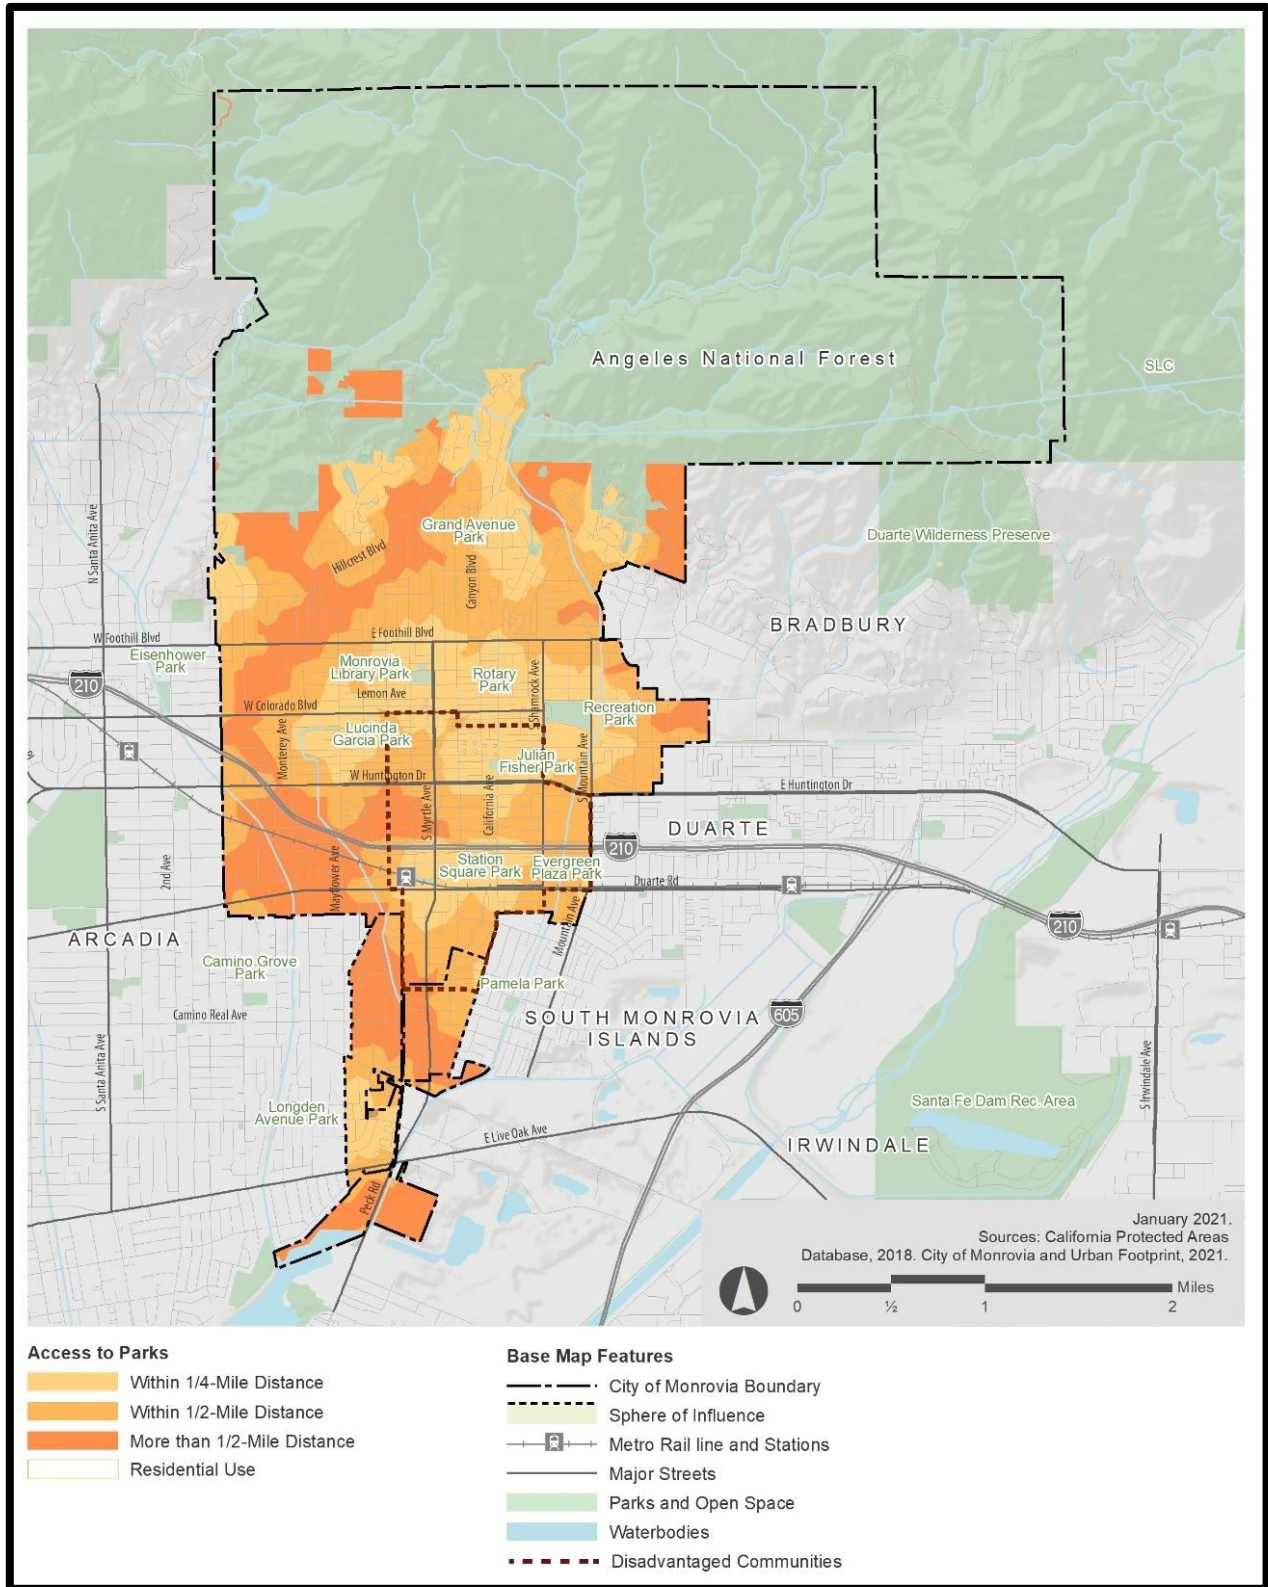 Angeles National Forest
SLC
N Santa Anita Ave
Grand Avenue
Park
Duarte Wilderness Preserve
Hillcrest Blvd
Canyon Blvd
BRADBURY
W Foothill Blvd
E Foothill Blvd
Eisenhower
Park
Monrovia
Library Park
Rotary
Park
210
Lemon Ave
S Shamrock Ave
W Colorado Blvd
Recreation
Park
Lucinda
Garcia Park
Monterey Ave
Julian
Fisher Park
S Mountain Ave
W Huntington Dr
E Huntington Dr
S Myrtle Ave
California Ave
DUARTE
210
2nd Ave
Mayflower Ave
Station
Square Park
Evergreen
Plaza Park
Duarte Rd
210
ARCADIA
Mountain Ave
Camino Grove
Park
Pamela Park
Camino Real Ave
SOUTH MONROVIA
ISLANDS
605
S Santa Anita Ave
S Irwindale Ave
Longden
Avenue Park
Santa Fe Dam Rec. Area
E Live Oak Ave
IRWINDALE
Peck Rd
January 2021.
Sources: California Protected Areas
Database, 2018. City of Monrovia and Urban Footprint, 2021.
Miles
0 ½ 1 2
Access to Parks
Within 1/4-Mile Distance
Within 1/2-Mile Distance
More than 1/2-Mile Distance
Residential Use
Base Map Features
City of Monrovia Boundary
Sphere of Influence
Metro Rail line and Stations
Major Streets
Parks and Open Space
Waterbodies
Disadvantaged Communities